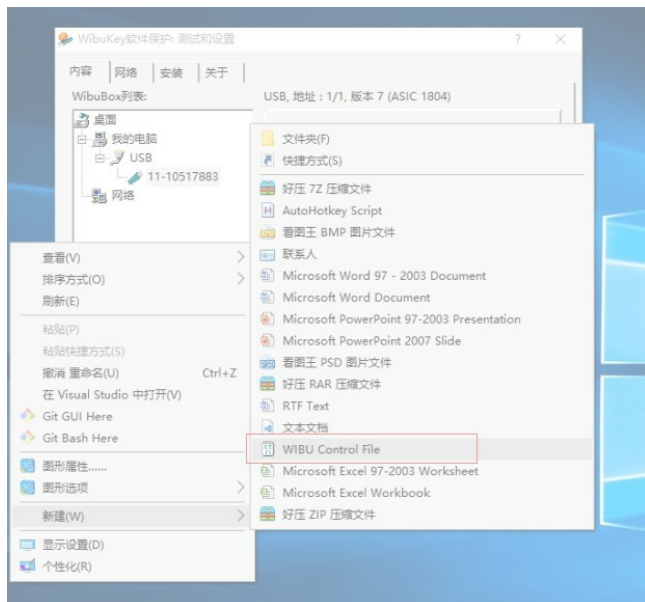 WibuKey软件保护: 测试和设置
内容 网络 安装 关于
WibuBox列表: USB, 地址 : 1/1, 版本 7 (ASIC 1804)
桌面
我的电脑
USB
11-10517883
网络
查看(V)
排序方式(O)
刷新(E)
粘贴(P)
粘贴快捷方式(S)
撤消 重命名(U) Ctrl+Z
在 Visual Studio 中打开(V)
Git GUI Here
Git Bash Here
图形属性......
图形选项
新建(W)
显示设置(D)
个性化(R)
文件夹(F)
快捷方式(S)
好压 7Z 压缩文件
AutoHotkey Script
看图王 BMP 图片文件
联系人
Microsoft Word 97 - 2003 Document
Microsoft Word Document
Microsoft PowerPoint 97-2003 Presentation
Microsoft PowerPoint 2007 Slide
看图王 PSD 图片文件
好压 RAR 压缩文件
RTF Text
文本文档
WIBU Control File
Microsoft Excel 97-2003 Worksheet
Microsoft Excel Workbook
好压 ZIP 压缩文件